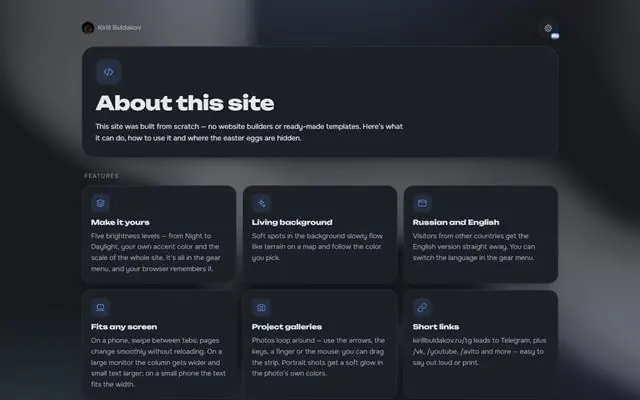 Kirill Buldakov
About this site
This site was built from scratch — no website builders or ready-made templates. Here's what
it can do, how to use it and where the easter eggs are hidden.
FEATURES
Make it yours
Five brightness levels — from Night to
Daylight, your own accent color and the
scale of the whole site. It's all in the gear
menu, and your browser remembers it.
Living background
Soft spots in the background slowly flow
like terrain on a map and follow the color
you pick.
Russian and English
Visitors from other countries get the
English version straight away. You can
switch the language in the gear menu.
Fits any screen
On a phone, swipe between tabs; pages
change smoothly without reloading. On a
large monitor the column gets wider and
small text larger; on a small phone the text
fits the width.
Project galleries
Photos loop around — use the arrows, the
keys, a finger or the mouse: you can drag
the strip. Portrait shots get a soft glow in
the photo's own colors.
Short links
kirillbuldakov.ru/tg leads to Telegram, plus
/vk, /youtube, /avito and more — easy to
say out loud or print.